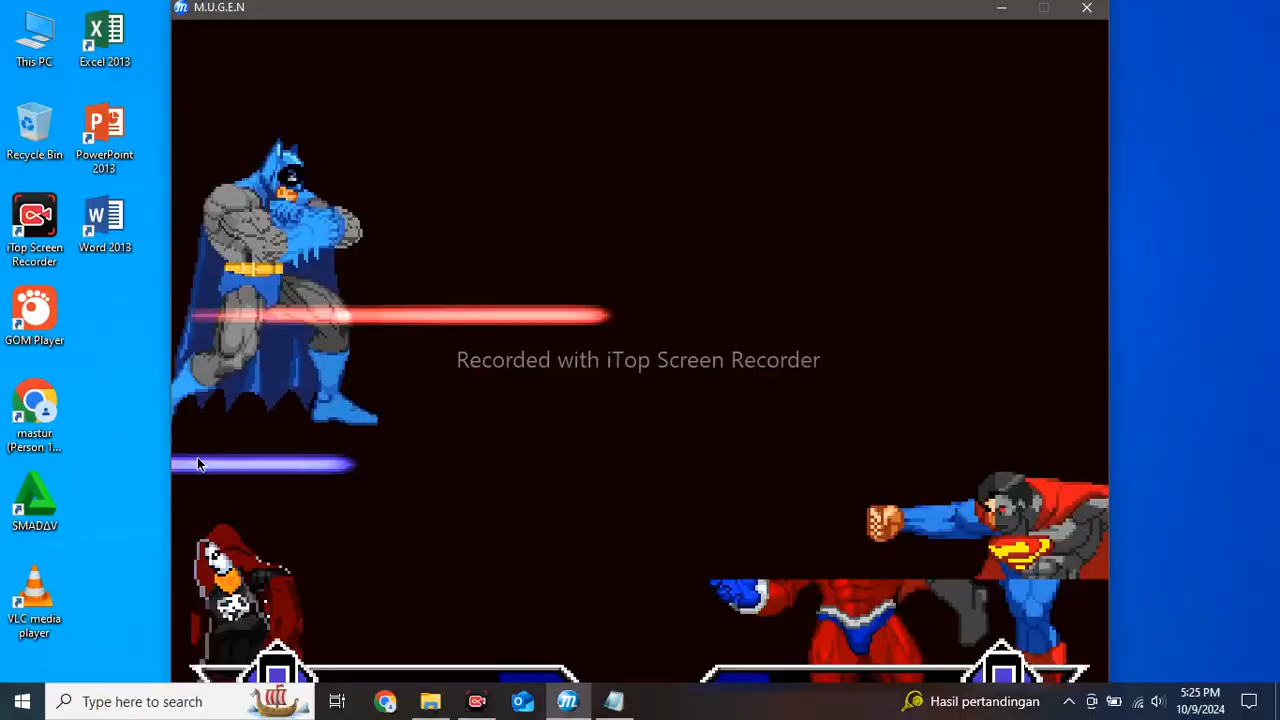 M.U.G.E.N
This PC
Excel 2013
Recycle Bin
PowerPoint
2013
iTop Screen
Recorder
Word 2013
GOM Player
mastur
(Person 1...
SMADΔV
VLC media
player
Recorded with iTop Screen Recorder
Type here to search
Hasil pertandingan
5:25 PM
10/9/2024